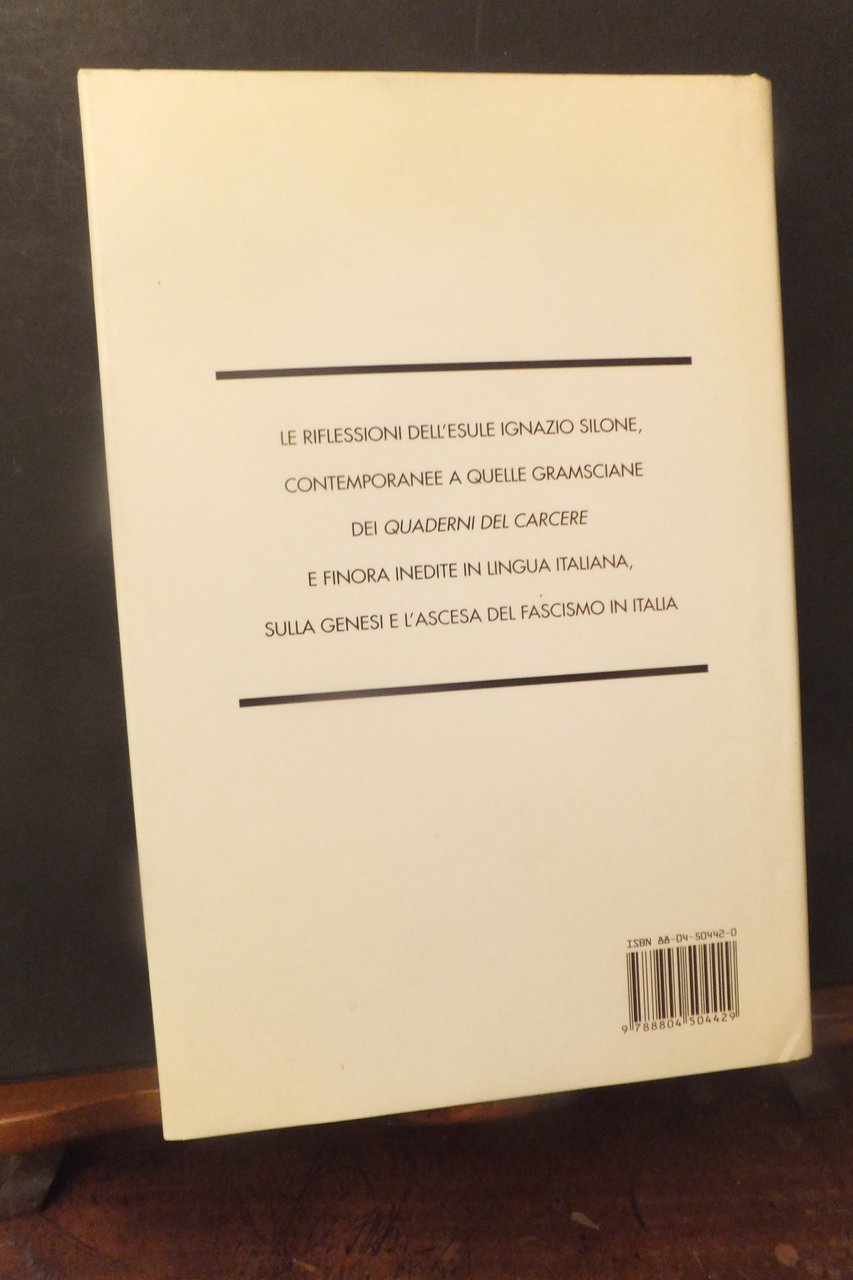 LE RIFLESSIONI DELL'ESULE IGNAZIO SILONE,
CONTEMPORANEE A QUELLE GRAMSCIANE
DEI QUADERNI DEL CARCERE
E FINORA INEDITE IN LINGUA ITALIANA,
SULLA GENESI E L'ASCESA DEL FASCISMO IN ITALIA
ISBN 88-04-50442-0
9 788804 504429